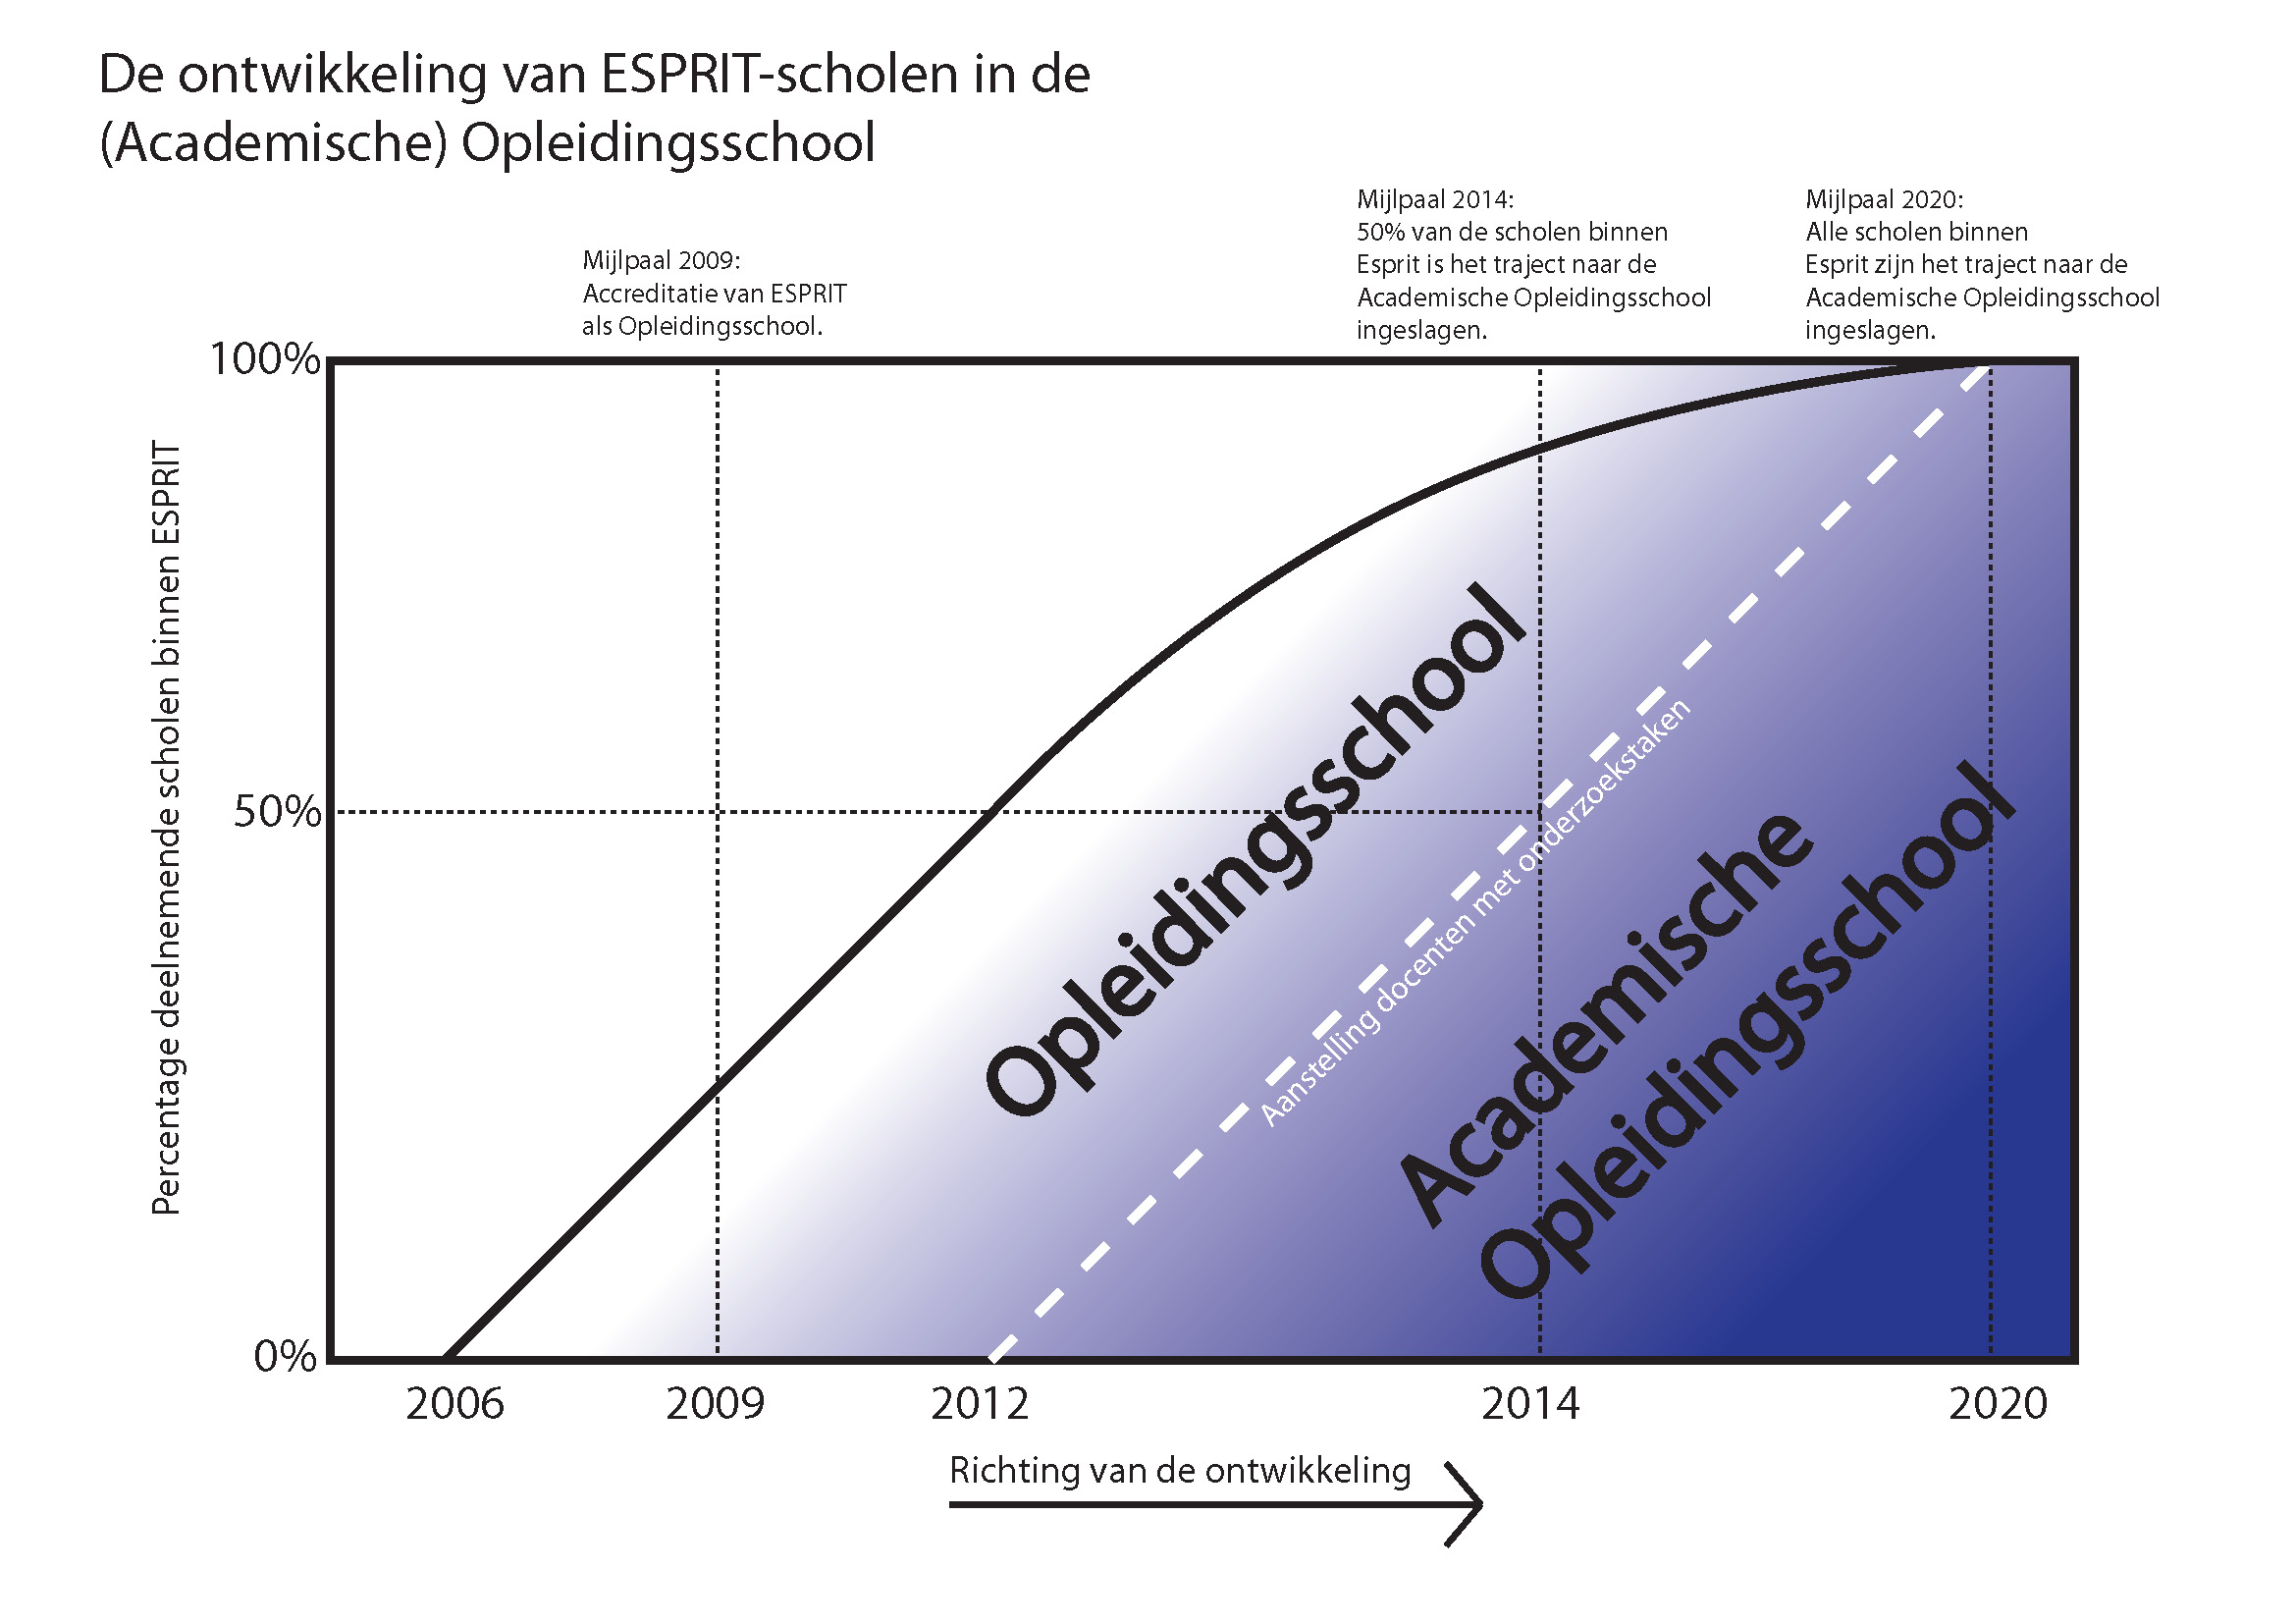 De ontwikkeling van ESPRIT-scholen in de
(Academische) Opleidingsschool
Mijlpaal 2009:
Accreditatie van ESPRIT
als Opleidingsschool.
Mijlpaal 2014:
50% van de scholen binnen
Esprit is het traject naar de
Academische Opleidingsschool
ingeslagen.
Mijlpaal 2020:
Alle scholen binnen
Esprit zijn het traject naar de
Academische Opleidingsschool
ingeslagen.
Percentage deelnemende scholen binnen ESPRIT
100%
50%
0%
Opleidingsschool
Aanstelling docenten met onderzoekstaken
Academische
Opleidingsschool
2006
2009
2012
2014
2020
Richting van de ontwikkeling